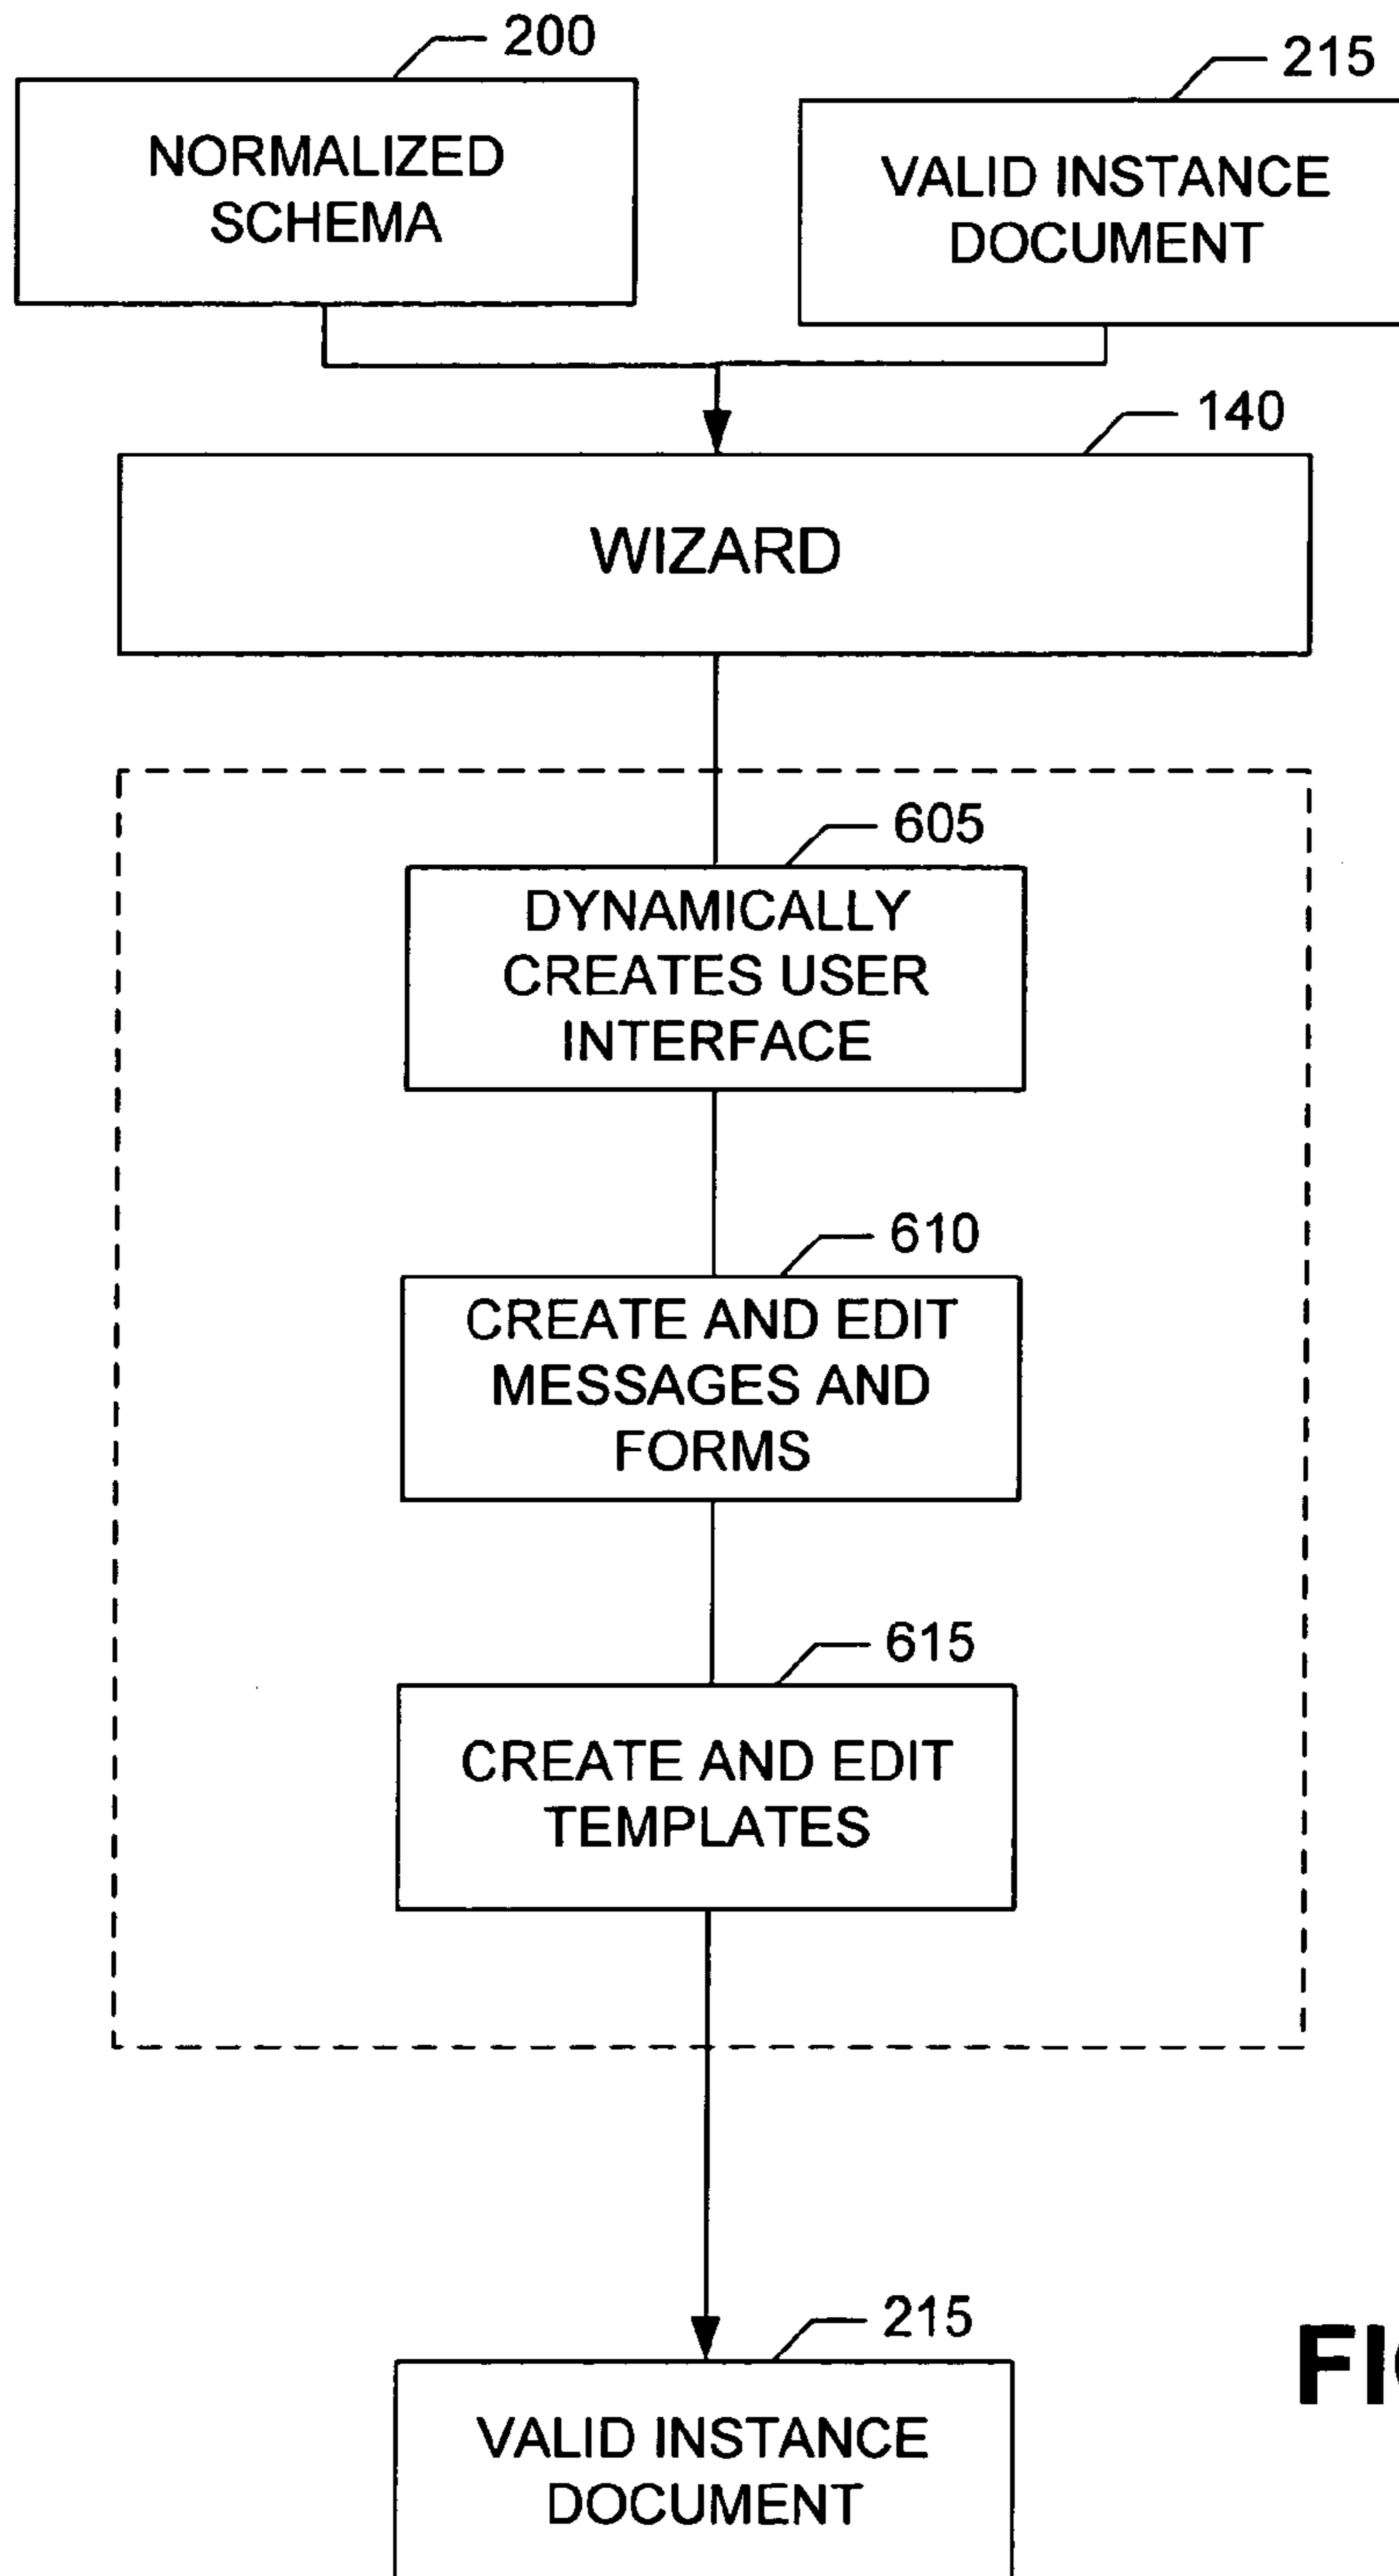 200
NORMALIZED
SCHEMA
215
VALID INSTANCE
DOCUMENT
140
WIZARD
605
DYNAMICALLY
CREATES USER
INTERFACE
610
CREATE AND EDIT
MESSAGES AND
FORMS
615
CREATE AND EDIT
TEMPLATES
215
VALID INSTANCE
DOCUMENT